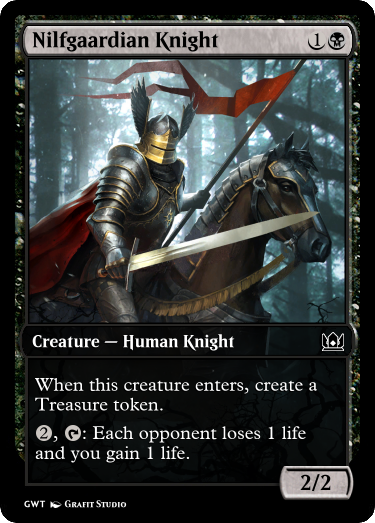 Nilfgaardian Knight 1
Creature — Human Knight
When this creature enters, create a
Treasure token.
2, : Each opponent loses 1 life
and you gain 1 life.
2/2
GWT Grafit Studio